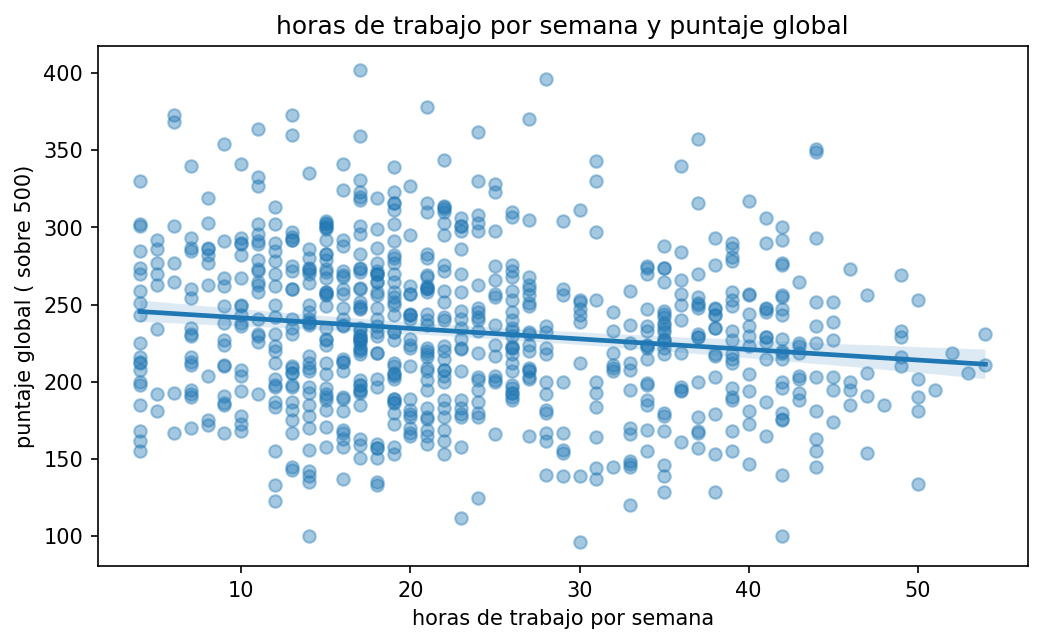 horas de trabajo por semana y puntaje global
puntaje global ( sobre 500)
400
350
300
250
200
150
100
10 20 30 40 50
horas de trabajo por semana